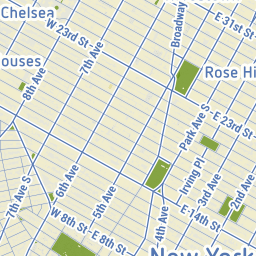 Chelsea
W 23rd St
7th Ave
Broadway
E 31st St
ouses
8th Ave
Rose Hi
E 23rd St
Park Ave S
Irving Pl
3rd Ave
2nd Ave
7th Ave S
6th Ave
5th Ave
4th Ave
E 14th St
W 8th St
E 8th St
New York